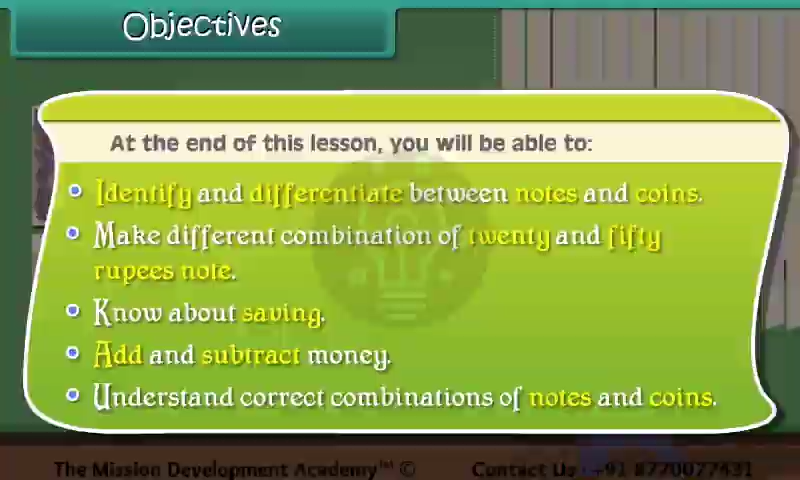 Objectives
At the end of this lesson, you will be able to:
Identify and differentiate between notes and coins.
Make different combination of twenty and fifty
rupees note.
Know about saving.
Add and subtract money.
Understand correct combinations of notes and coins.
The Mission Development Academy™ © Contact Us : +91 8770077431